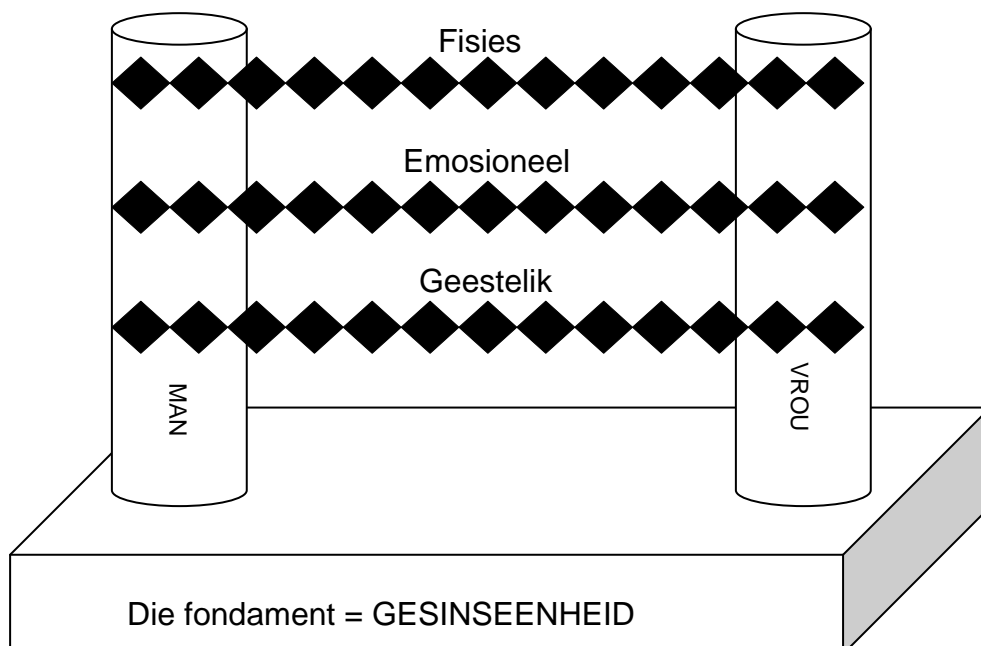 Fisies
Emosioneel
Geestelik
MAN
VROU
Die fondament = GESINSEENHEID